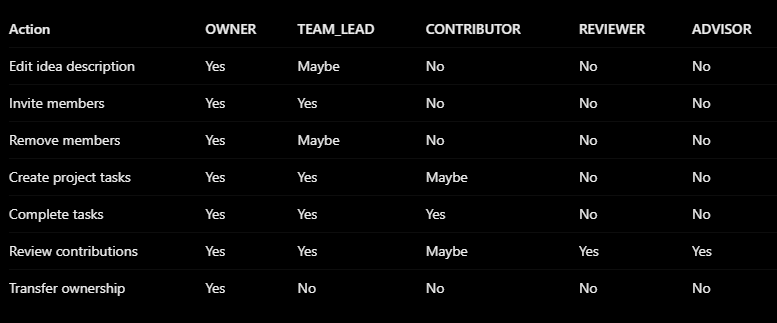 Action OWNER TEAM_LEAD CONTRIBUTOR REVIEWER ADVISOR
Edit idea description Yes Maybe No No No
Invite members Yes Yes No No No
Remove members Yes Maybe No No No
Create project tasks Yes Yes Maybe No No
Complete tasks Yes Yes Yes No No
Review contributions Yes Yes Maybe Yes Yes
Transfer ownership Yes No No No No